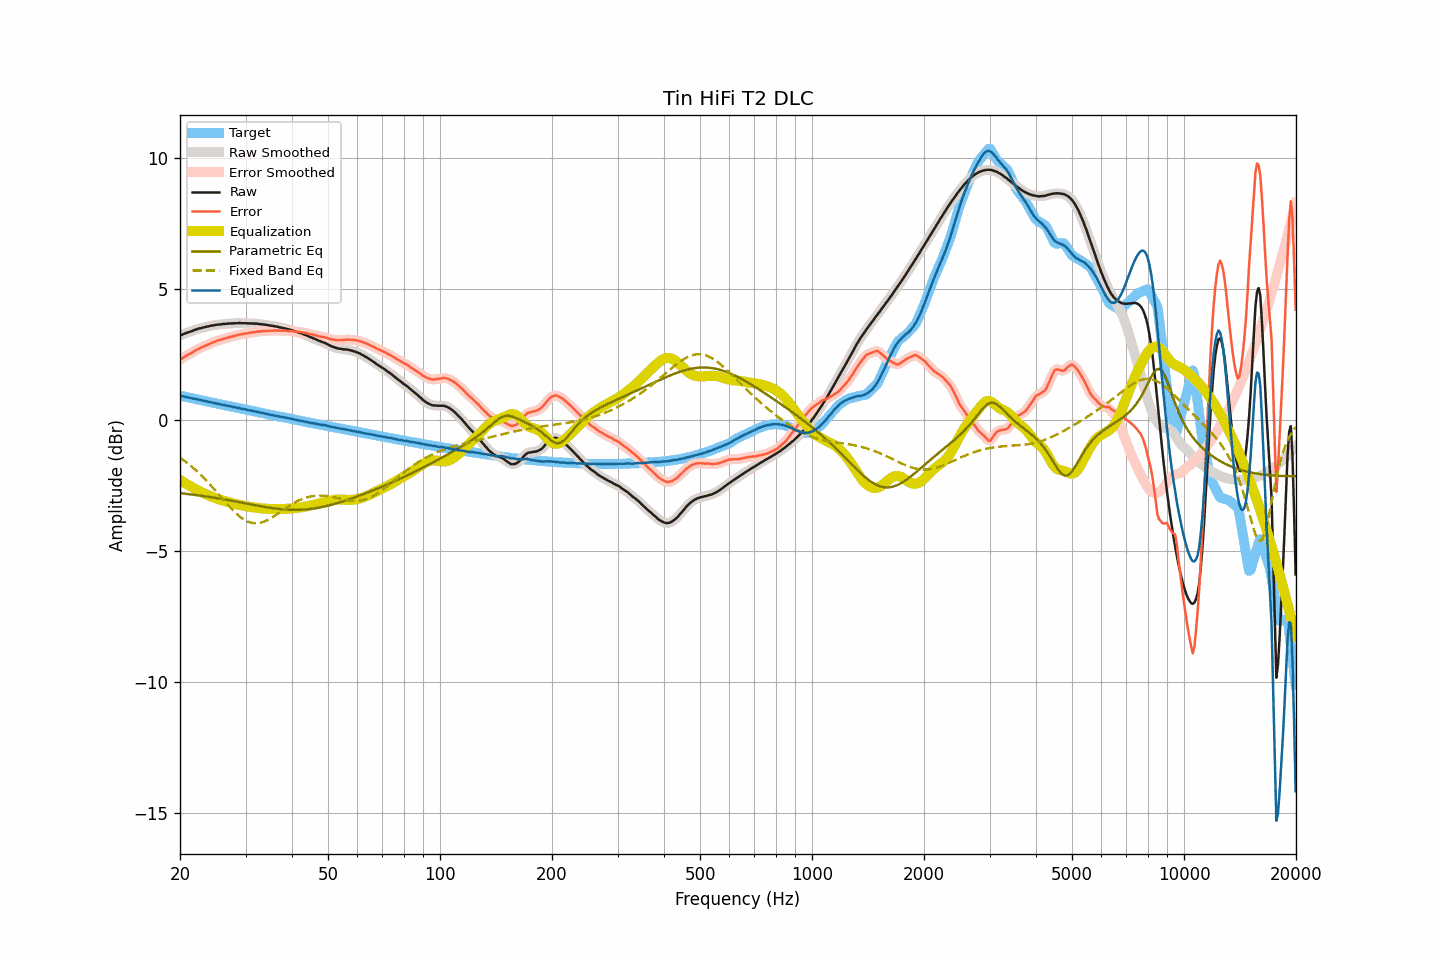 Tin HiFi T2 DLC
Target
Raw Smoothed
Error Smoothed
Raw
Error
Equalization
Parametric Eq
Fixed Band Eq
Equalized
10
5
0
−5
−10
−15
Amplitude (dBr)
20 50 100 200 500 1000 2000 5000 10000 20000
Frequency (Hz)